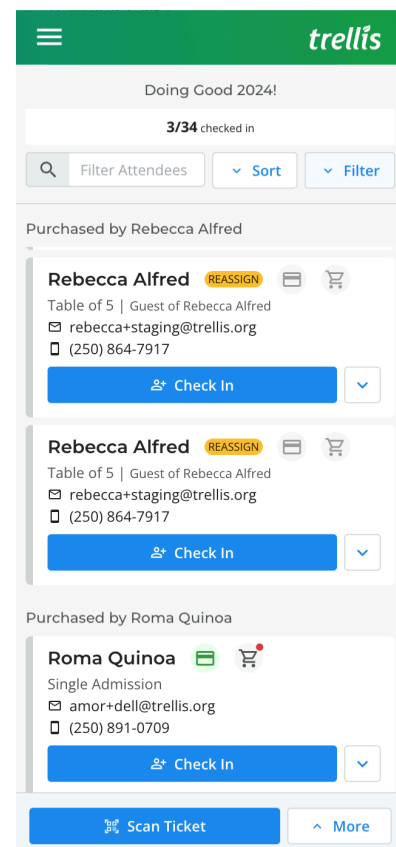 trellis
Doing Good 2024!
3/34 checked in
Filter Attendees
Sort
Filter
Purchased by Rebecca Alfred
Rebecca Alfred REASSIGN
Table of 5 | Guest of Rebecca Alfred
rebecca+staging@trellis.org
(250) 864-7917
Check In
Rebecca Alfred REASSIGN
Table of 5 | Guest of Rebecca Alfred
rebecca+staging@trellis.org
(250) 864-7917
Check In
Purchased by Roma Quinoa
Roma Quinoa
Single Admission
amor+dell@trellis.org
(250) 891-0709
Check In
Scan Ticket
More